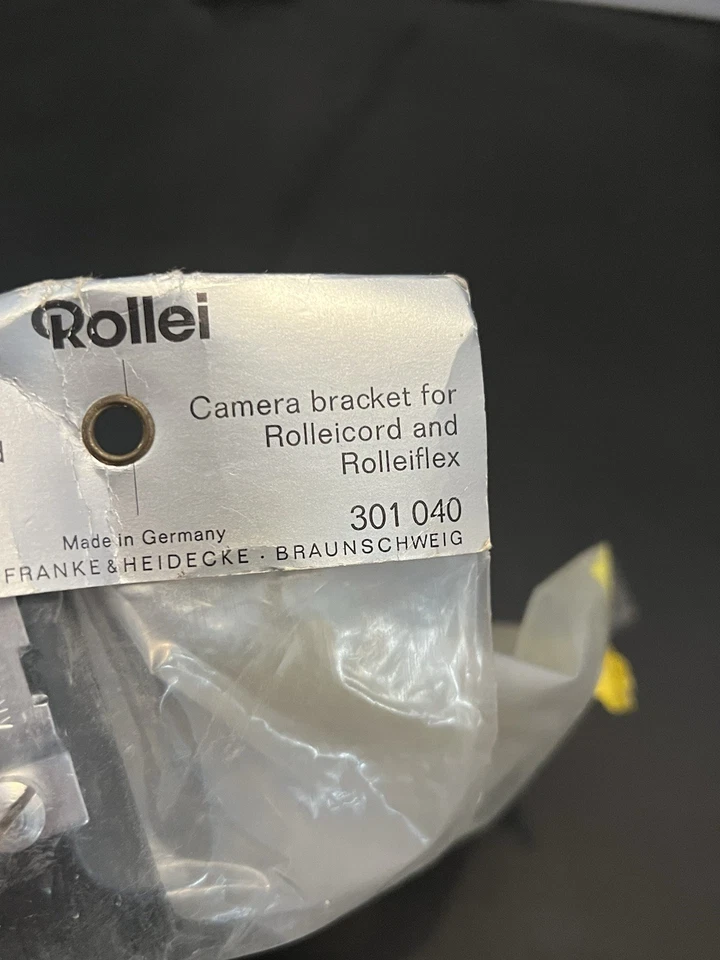 Rollei
Camera bracket for
Rolleicord and
Rolleiflex
301 040
Made in Germany
FRANKE & HEIDECKE · BRAUNSCHWEIG